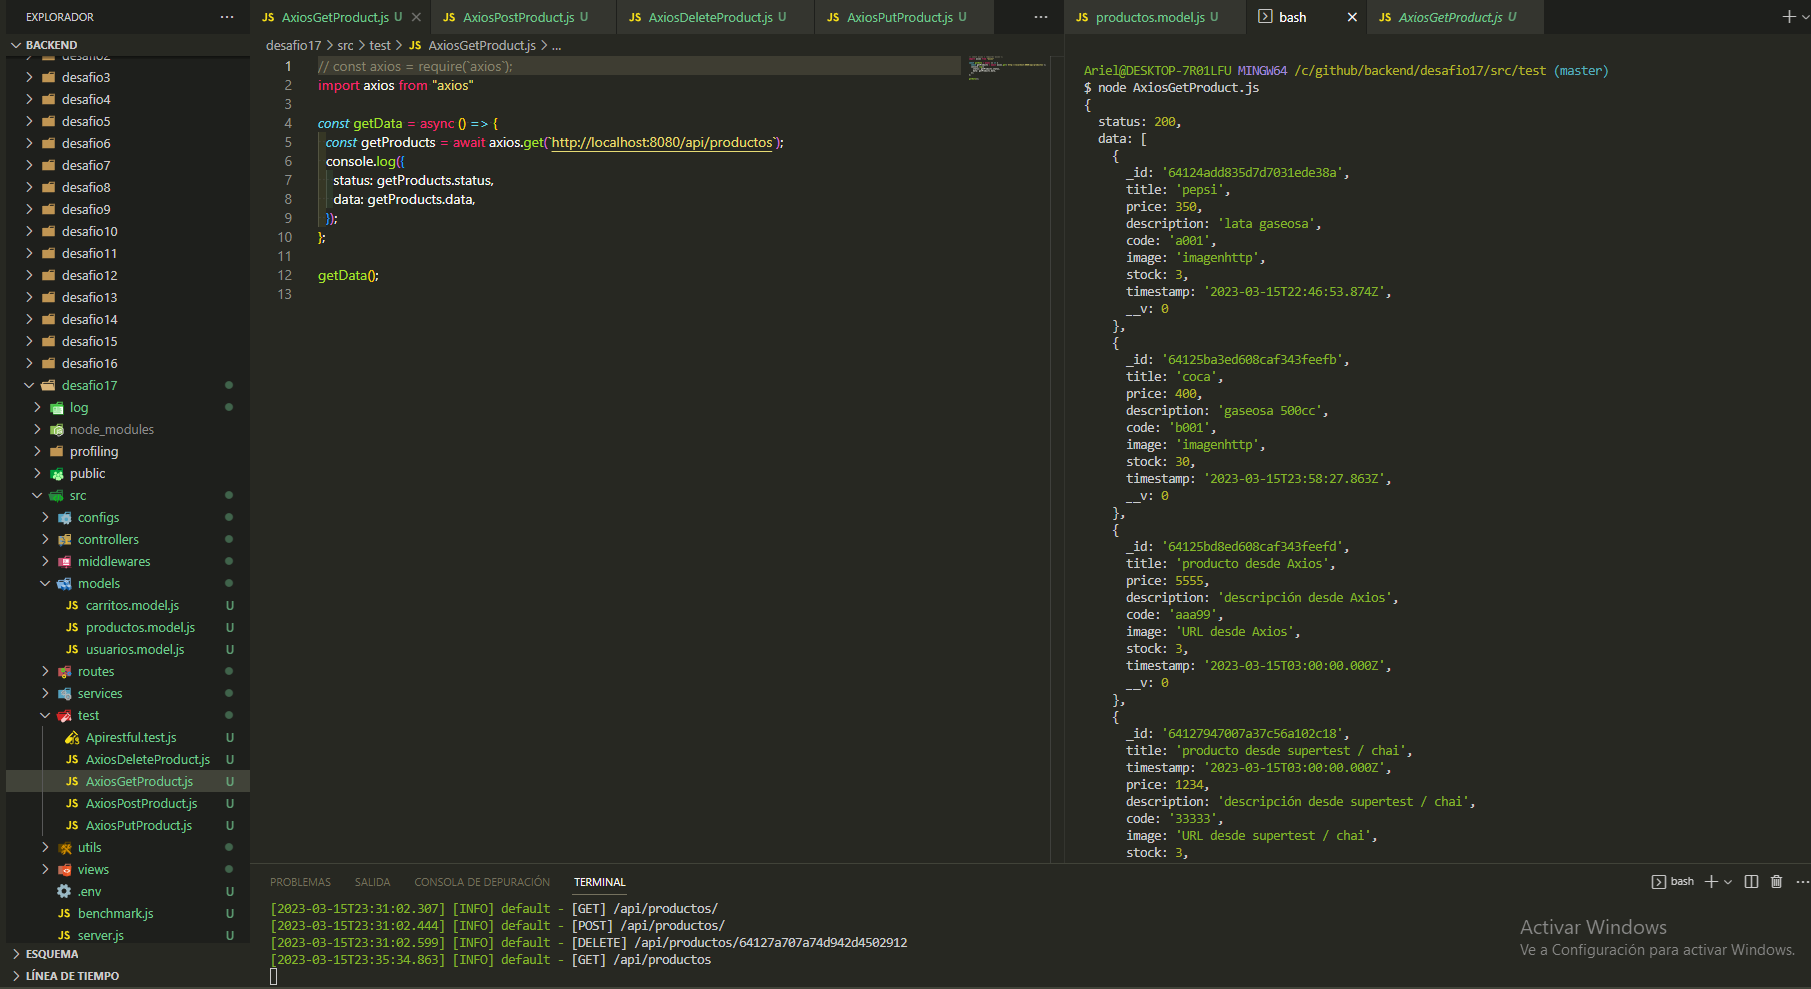 EXPLORADOR
BACKEND
desafio2
desafio3
desafio4
desafio5
desafio6
desafio7
desafio8
desafio9
desafio10
desafio11
desafio12
desafio13
desafio14
desafio15
desafio16
desafio17
log
node_modules
profiling
public
src
configs
controllers
middlewares
models
JS carritos.model.js U
JS productos.model.js U
JS usuarios.model.js U
routes
services
test
Apirestful.test.js U
JS AxiosDeleteProduct.js U
JS AxiosGetProduct.js U
JS AxiosPostProduct.js U
JS AxiosPutProduct.js U
utils
views
.env U
JS benchmark.js U
JS server.js U
ESQUEMA
LÍNEA DE TIEMPO
JS AxiosGetProduct.js U
JS AxiosPostProduct.js U
JS AxiosDeleteProduct.js U
JS AxiosPutProduct.js U
desafio17 > src > test > JS AxiosGetProduct.js > ...
1 // const axios = require(`axios`);
2 import axios from "axios"
3
4 const getData = async () => {
5 const getProducts = await axios.get(`http://localhost:8080/api/productos`);
6 console.log({
7 status: getProducts.status,
8 data: getProducts.data,
9 });
10 };
11
12 getData();
13
JS productos.model.js U
bash
JS AxiosGetProduct.js U
Ariel@DESKTOP-7R01LFU MINGW64 /c/github/backend/desafio17/src/test (master)
$ node AxiosGetProduct.js
{
status: 200,
data: [
{
_id: '64124add835d7d7031ede38a',
title: 'pepsi',
price: 350,
description: 'lata gaseosa',
code: 'a001',
image: 'imagenhttp',
stock: 3,
timestamp: '2023-03-15T22:46:53.874Z',
__v: 0
},
{
_id: '64125ba3ed608caf343feefb',
title: 'coca',
price: 400,
description: 'gaseosa 500cc',
code: 'b001',
image: 'imagenhttp',
stock: 30,
timestamp: '2023-03-15T23:58:27.863Z',
__v: 0
},
{
_id: '64125bd8ed608caf343feefd',
title: 'producto desde Axios',
price: 5555,
description: 'descripción desde Axios',
code: 'aaa99',
image: 'URL desde Axios',
stock: 3,
timestamp: '2023-03-15T03:00:00.000Z',
__v: 0
},
{
_id: '64127947007a37c56a102c18',
title: 'producto desde supertest / chai',
timestamp: '2023-03-15T03:00:00.000Z',
price: 1234,
description: 'descripción desde supertest / chai',
code: '33333',
image: 'URL desde supertest / chai',
stock: 3,
PROBLEMAS SALIDA CONSOLA DE DEPURACIÓN TERMINAL
bash
[2023-03-15T23:31:02.307] [INFO] default - [GET] /api/productos/
[2023-03-15T23:31:02.444] [INFO] default - [POST] /api/productos/
[2023-03-15T23:31:02.599] [INFO] default - [DELETE] /api/productos/64127a707a74d942d4502912
[2023-03-15T23:35:34.863] [INFO] default - [GET] /api/productos
Activar Windows
Ve a Configuración para activar Windows.